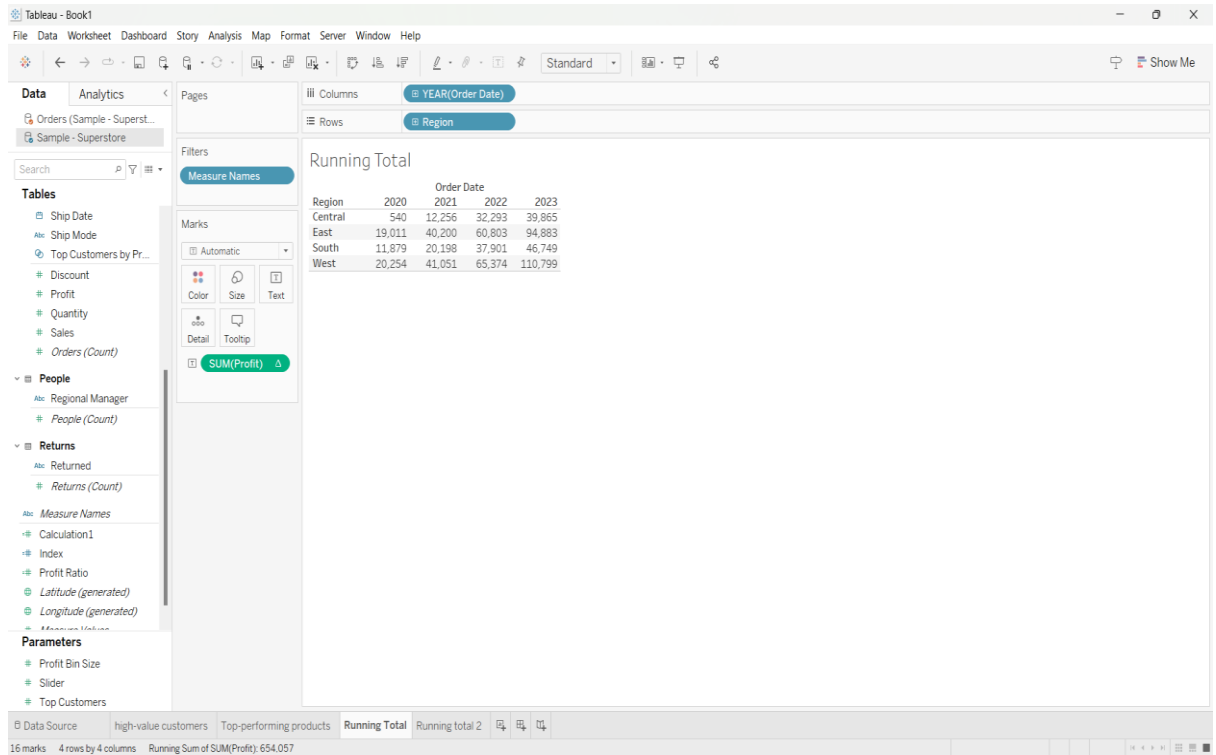 Tableau - Book1
File Data Worksheet Dashboard Story Analysis Map Format Server Window Help
Standard
Show Me
Data Analytics
Orders (Sample - Superst...
Sample - Superstore
Search
Tables
Ship Date
Abc Ship Mode
Top Customers by Pr...
# Discount
# Profit
# Quantity
# Sales
# Orders (Count)
People
Abc Regional Manager
# People (Count)
Returns
Abc Returned
# Returns (Count)
Abc Measure Names
=# Calculation1
=# Index
=# Profit Ratio
Latitude (generated)
Longitude (generated)
# Measure Values
Parameters
# Profit Bin Size
# Slider
# Top Customers
Pages
Filters
Measure Names
Marks
Automatic
Color Size Text
Detail Tooltip
SUM(Profit) Δ
Columns YEAR(Order Date)
Rows Region
Running Total
Order Date
Region 2020 2021 2022 2023
Central 540 12,256 32,293 39,865
East 19,011 40,200 60,803 94,883
South 11,879 20,198 37,901 46,749
West 20,254 41,051 65,374 110,799
Data Source high-value customers Top-performing products Running Total Running total 2
16 marks 4 rows by 4 columns Running Sum of SUM(Profit): 654,057